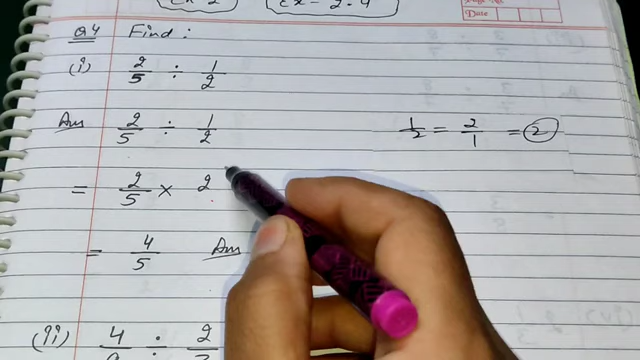 Ex - 2.4
Date
Q4 Find :
(i) 2/5 ÷ 1/2
Ans 2/5 ÷ 1/2
1/2 = 2/1 = 2
= 2/5 × 2
= 4/5 Ans
(ii) 4 ÷ 2